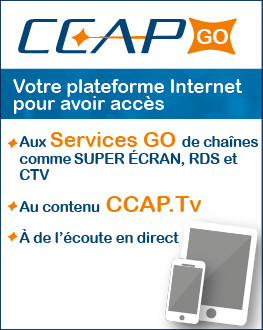 CCAP GO
Votre plateforme Internet
pour avoir accès
Aux Services GO de chaînes
comme SUPER ÉCRAN, RDS et
CTV
Au contenu CCAP.Tv
À de l'écoute en direct